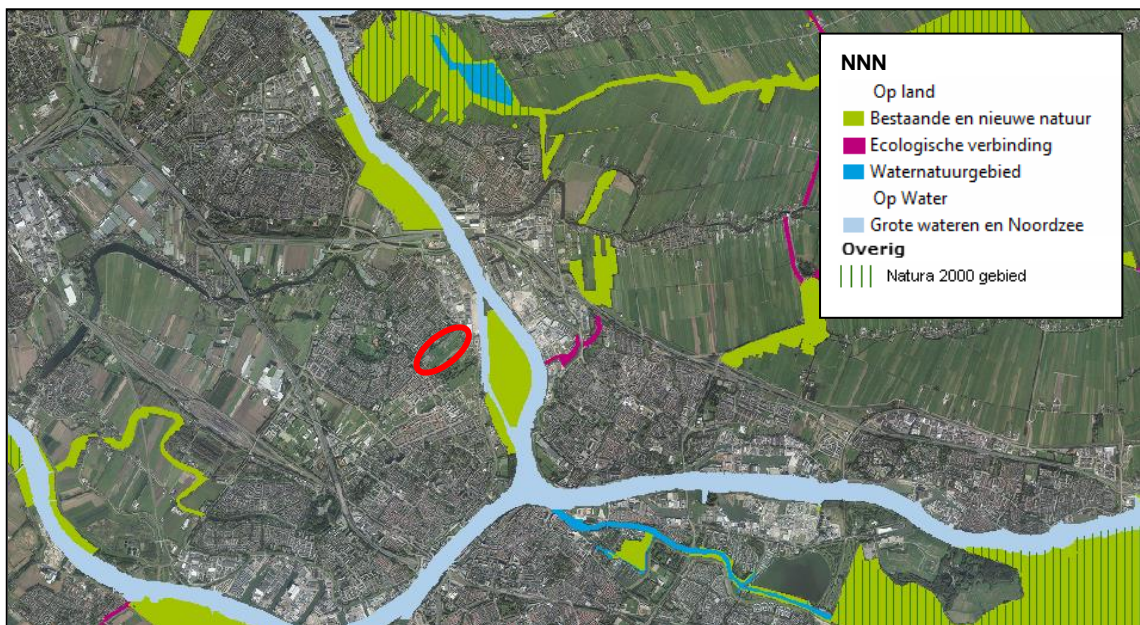 NNN
Op land
Bestaande en nieuwe natuur
Ecologische verbinding
Waternatuurgebied
Op Water
Grote wateren en Noordzee
Overig
Natura 2000 gebied